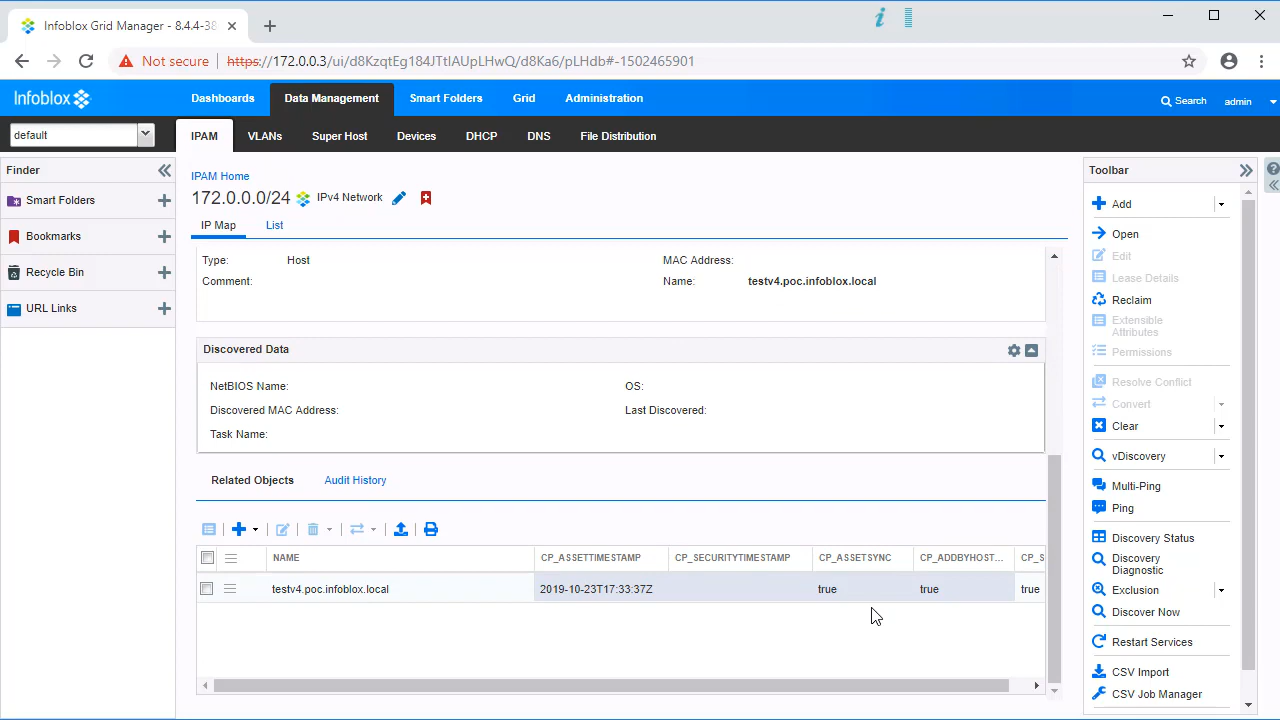 Infoblox Grid Manager - 8.4.4-38
Not secure https://172.0.0.3/ui/d8KzqtEg184JTtIAUpLHwQ/d8Ka6/pLHdb#-1502465901
Infoblox
Dashboards Data Management Smart Folders Grid Administration
Search admin
default
IPAM VLANs Super Host Devices DHCP DNS File Distribution
Finder
Smart Folders
Bookmarks
Recycle Bin
URL Links
IPAM Home
172.0.0.0/24 IPv4 Network
IP Map List
Type: Host MAC Address:
Comment: Name: testv4.poc.infoblox.local
Discovered Data
NetBIOS Name: OS:
Discovered MAC Address: Last Discovered:
Task Name:
Related Objects Audit History
NAME CP_ASSETTIMESTAMP CP_SECURITYTIMESTAMP CP_ASSETSYNC CP_ADDBYHOST... CP_S
testv4.poc.infoblox.local 2019-10-23T17:33:37Z true true true
Toolbar
Add
Open
Edit
Lease Details
Reclaim
Extensible
Attributes
Permissions
Resolve Conflict
Convert
Clear
vDiscovery
Multi-Ping
Ping
Discovery Status
Discovery
Diagnostic
Exclusion
Discover Now
Restart Services
CSV Import
CSV Job Manager